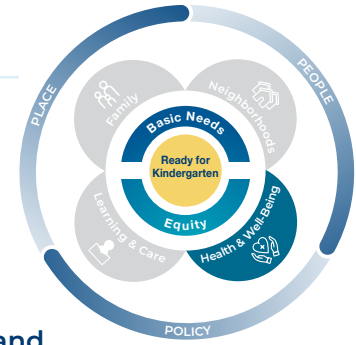 PLACE
PEOPLE
Family
Neighborhoods
Basic Needs
Ready for
Kindergarten
Equity
Learning & Care
Health & Well-Being
POLICY
and